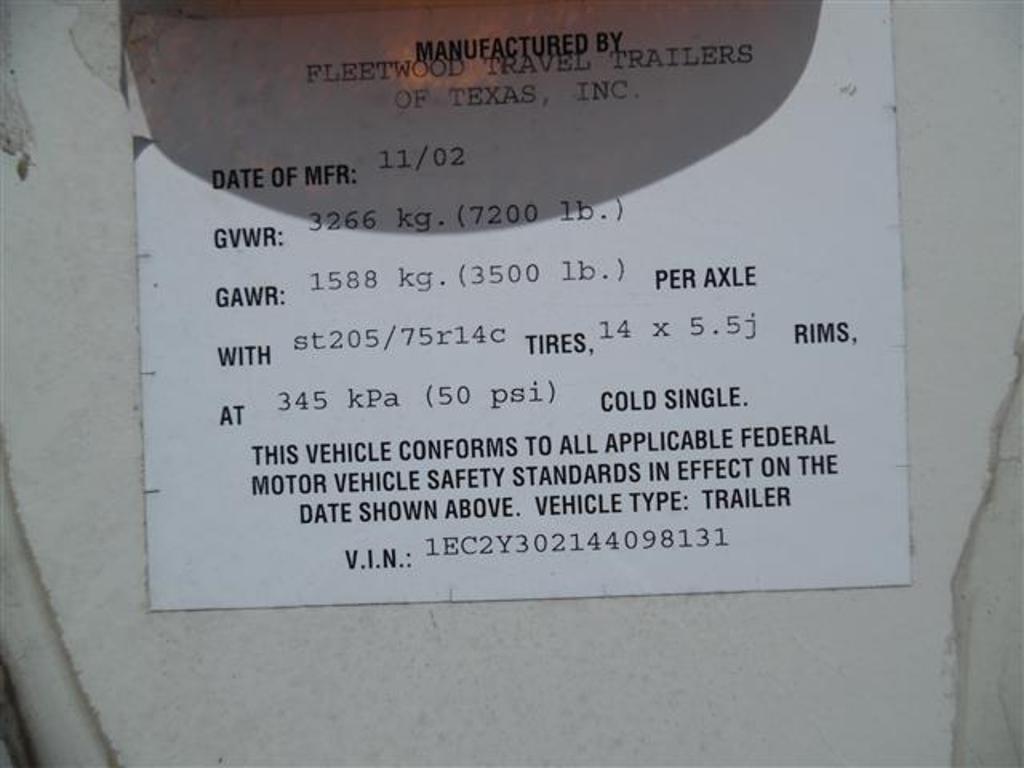 MANUFACTURED BY
FLEETWOOD TRAVEL TRAILERS
OF TEXAS, INC.
DATE OF MFR: 11/02
GVWR: 3266 kg.(7200 lb.)
GAWR: 1588 kg.(3500 lb.) PER AXLE
WITH st205/75r14c TIRES, 14 x 5.5j RIMS,
AT 345 kPa (50 psi) COLD SINGLE.
THIS VEHICLE CONFORMS TO ALL APPLICABLE FEDERAL
MOTOR VEHICLE SAFETY STANDARDS IN EFFECT ON THE
DATE SHOWN ABOVE. VEHICLE TYPE: TRAILER
V.I.N.: 1EC2Y302144098131